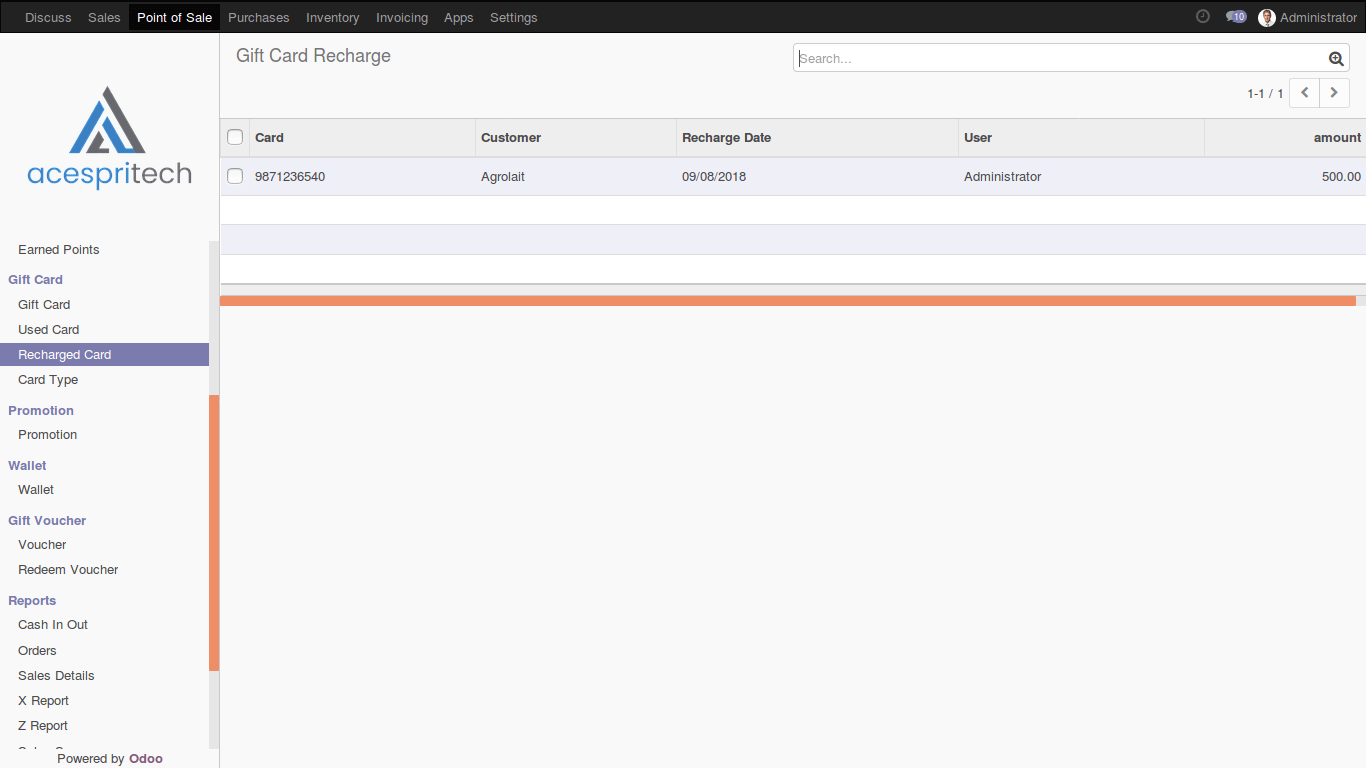 Discuss Sales Point of Sale Purchases Inventory Invoicing Apps Settings 10 Administrator
Gift Card Recharge
Search...
1-1 / 1
acespritech
Card Customer Recharge Date User amount
9871236540 Agrolait 09/08/2018 Administrator 500.00
Earned Points
Gift Card
Gift Card
Used Card
Recharged Card
Card Type
Promotion
Promotion
Wallet
Wallet
Gift Voucher
Voucher
Redeem Voucher
Reports
Cash In Out
Orders
Sales Details
X Report
Z Report
Powered by Odoo